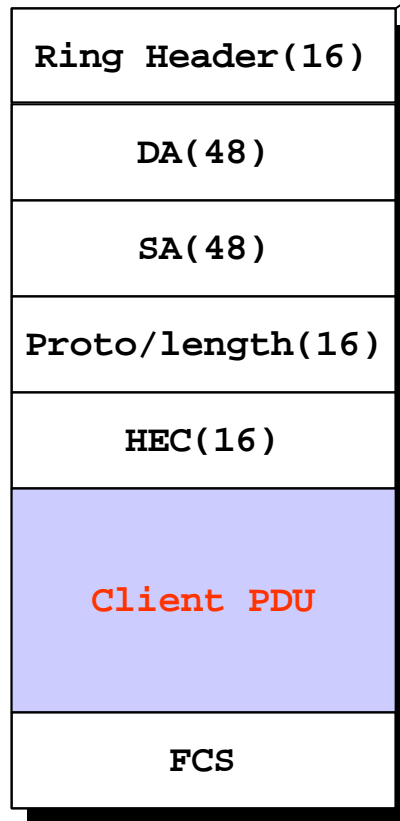 Ring Header(16)
DA(48)
SA(48)
Proto/length(16)
HEC(16)
Client PDU
FCS